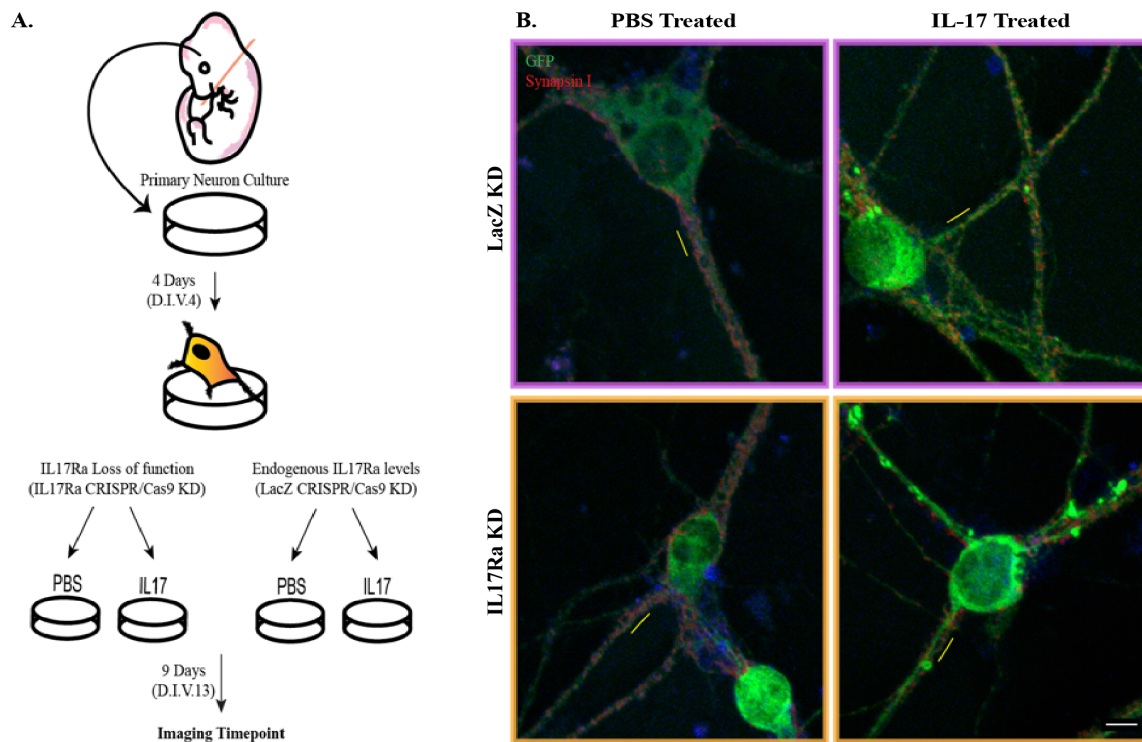 A.
Primary Neuron Culture
4 Days
(D.I.V.4)
IL17Ra Loss of function
(IL17Ra CRISPR/Cas9 KD)
Endogenous IL17Ra levels
(LacZ CRISPR/Cas9 KD)
PBS
IL17
PBS
IL17
9 Days
(D.I.V.13)
Imaging Timepoint
B.
PBS Treated
IL-17 Treated
LacZ KD
GFP
Synapsin I
IL17Ra KD